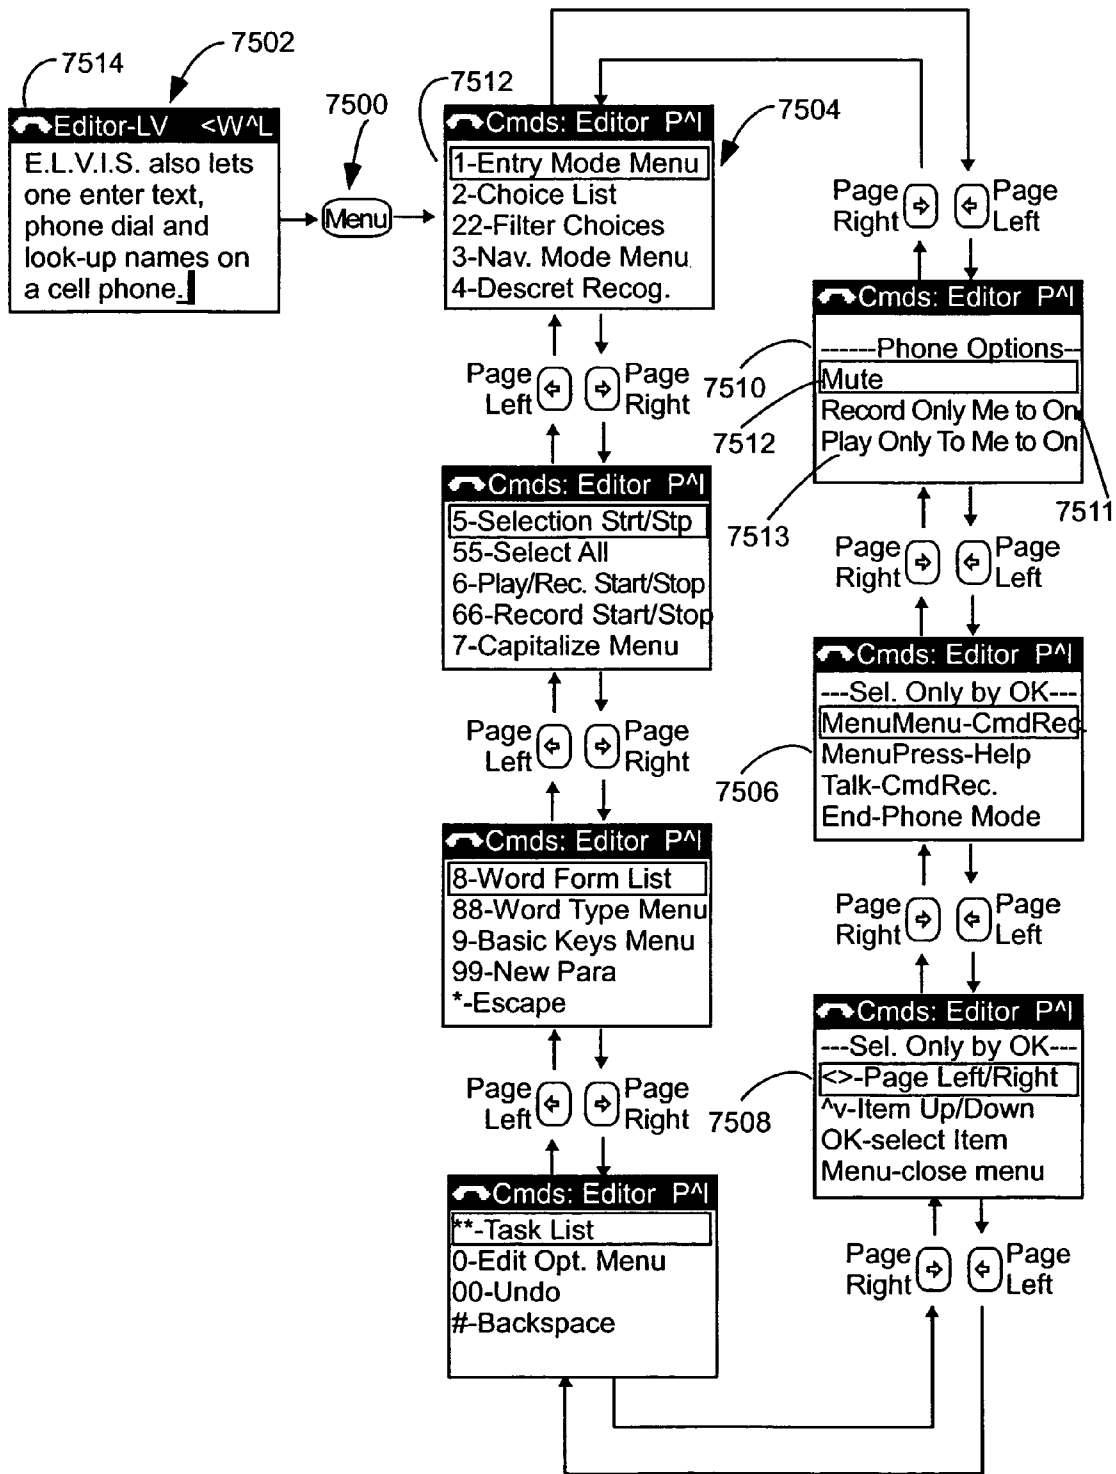 7502
7514
Editor-LV <W^L
E.L.V.I.S. also lets
one enter text,
phone dial and
look-up names on
a cell phone.
7500
Menu
7512
7504
Cmds: Editor P^l
1-Entry Mode Menu
2-Choice List
22-Filter Choices
3-Nav. Mode Menu
4-Descret Recog.
Page
Left
Page
Right
Cmds: Editor P^l
5-Selection Strt/Stp
55-Select All
6-Play/Rec. Start/Stop
66-Record Start/Stop
7-Capitalize Menu
Page
Left
Page
Right
Cmds: Editor P^l
8-Word Form List
88-Word Type Menu
9-Basic Keys Menu
99-New Para
*-Escape
Page
Left
Page
Right
Cmds: Editor P^l
**-Task List
0-Edit Opt. Menu
00-Undo
#-Backspace
Page
Right
Page
Left
Cmds: Editor P^l
------Phone Options--
Mute
Record Only Me to On
Play Only To Me to On
7510
7512
7513
7511
Page
Right
Page
Left
Cmds: Editor P^l
---Sel. Only by OK---
MenuMenu-CmdRec.
MenuPress-Help
Talk-CmdRec.
End-Phone Mode
7506
Page
Right
Page
Left
Cmds: Editor P^l
---Sel. Only by OK---
<>-Page Left/Right
^v-Item Up/Down
OK-select Item
Menu-close menu
7508
Page
Right
Page
Left